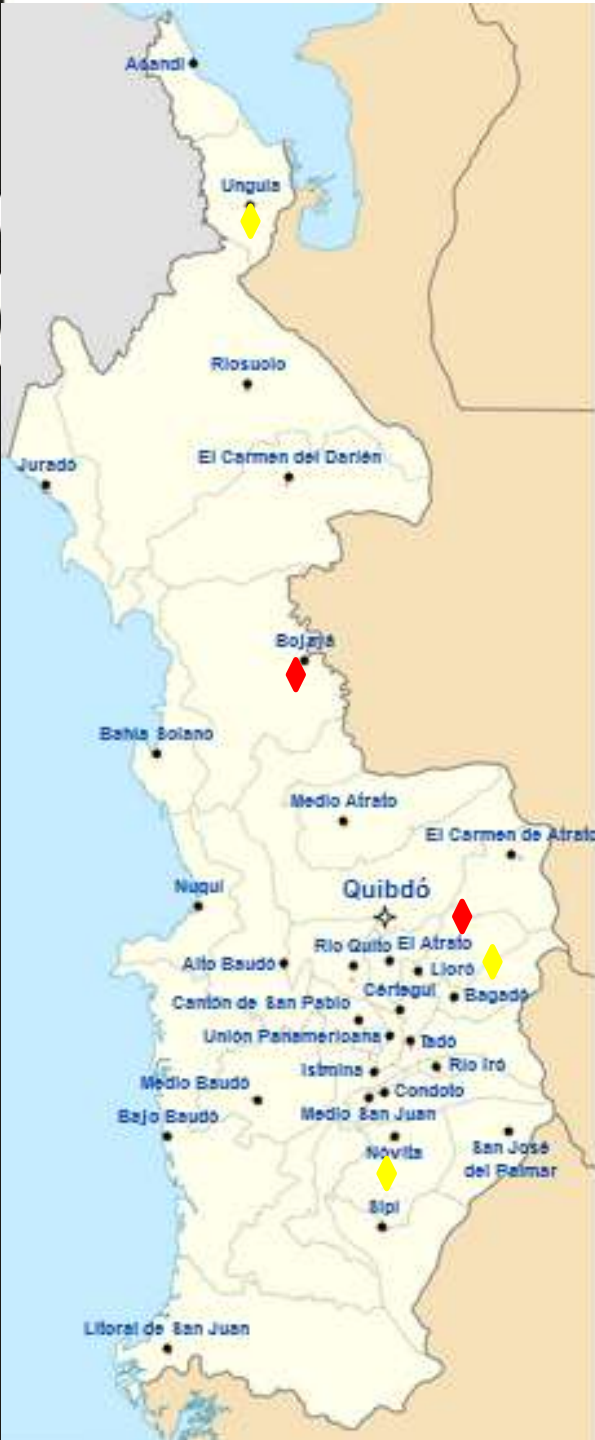 Acandí
Unguía
Riosucio
El Carmen del Darién
Juradó
Bojayá
Bahía Solano
Medio Atrato
El Carmen de Atrato
Quibdó
Nuquí
Río Quito
El Atrato
Alto Baudó
Lloró
Cértegui
Bagadó
Cantón de San Pablo
Unión Panamericana
Tadó
Istmina
Río Iró
Medio Baudó
Condoto
Medio San Juan
Bajo Baudó
Nóvita
San José
del Palmar
Sipí
Litoral de San Juan